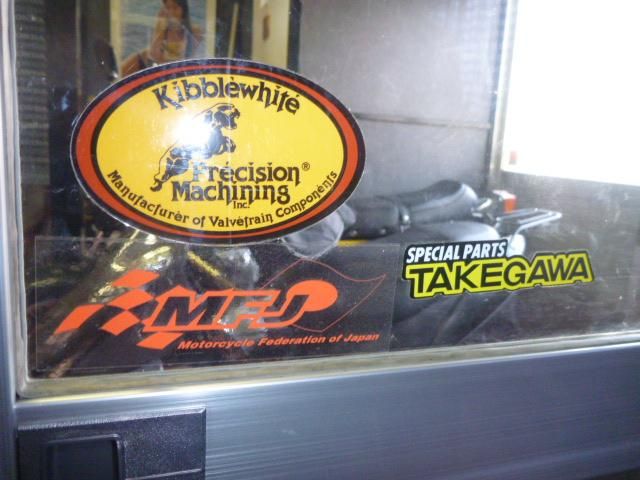 Kibblewhite
Precision®
Machining
Inc.
Manufacturer of Valvetrain Components
SPECIAL PARTS
TAKEGAWA
MFJ
Motorcycle Federation of Japan